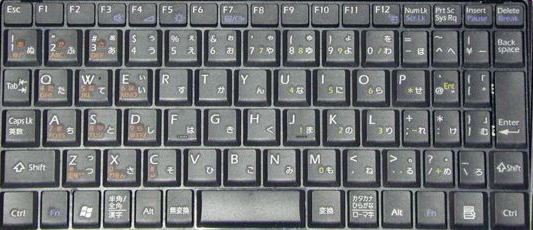 Esc F1 F2 F3 F4 F5 F6 F7 F8 F9 F10 F11 F12 Num Lk Scr Lk Prt Sc Sys Rq Insert Pause Delete Break
! 1 ぬ " 2 ふ # 3 ぁ あ $ 4 ぅ う % 5 ぇ え & 6 ぉ お ' 7 ゃ や ( 8 ゅ ゆ ) 9 ょ よ 0 を わ = - ほ ~ ^ へ | ¥ ー Back space
Tab Q た W て E ぃ い R す T か Y ん U 4 な I 5 に O 6 ら P * せ @ Ent ゛ { [ 「 ゜
Caps Lk 英数 A ち S と D し F は G き H く J 1 ま K 2 の L 3 り + ; - れ * : け } ] 」 む Enter
Shift Z っ つ X さ C そ V ひ B こ N み M 0 も < , 、 ね > . 。 る ? / + ・ め _ \ ろ Shift
Ctrl Fn 半角/全角 漢字 Alt 無変換 変換 カタカナ ひらがな ローマ字 Alt Fn Ctrl